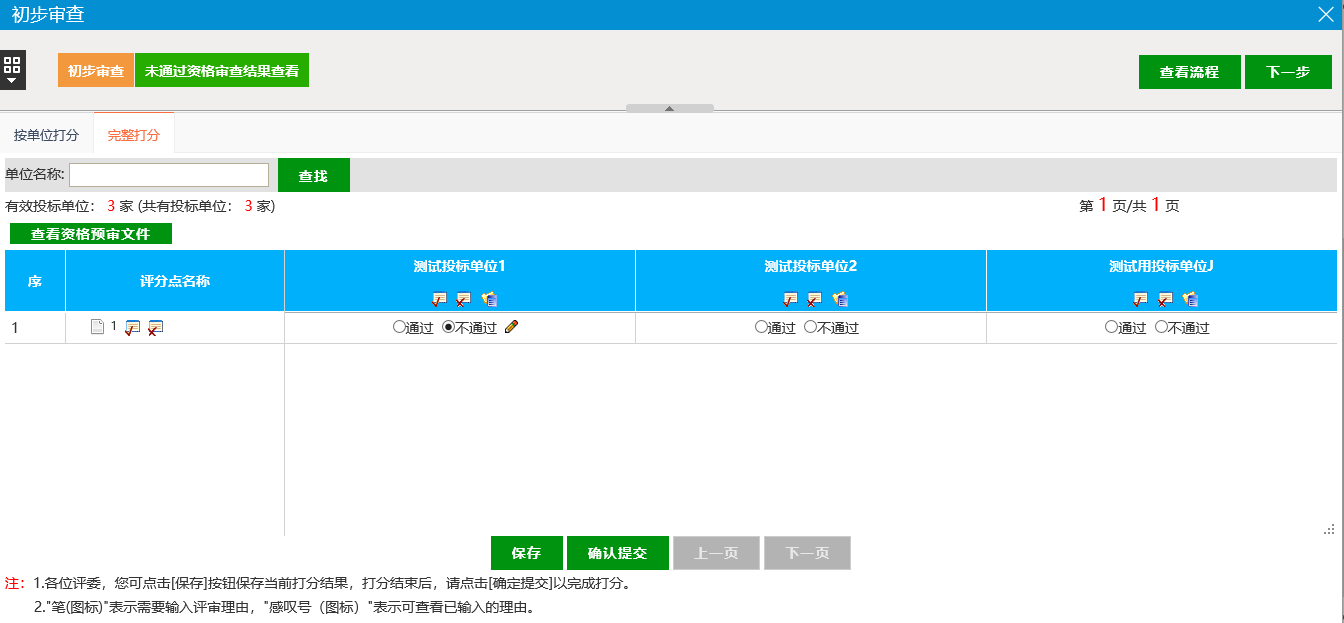 初步审查
初步审查 未通过资格审查结果查看 查看流程 下一步
按单位打分 完整打分
单位名称: 查找
有效投标单位： 3 家 (共有投标单位： 3 家) 第 1 页/共 1 页
查看资格预审文件
序 评分点名称 测试投标单位1 测试投标单位2 测试用投标单位J
1 1 通过 不通过 通过 不通过 通过 不通过
保存 确认提交 上一页 下一页
注：1.各位评委，您可点击[保存]按钮保存当前打分结果，打分结束后，请点击[确定提交]以完成打分。
2."笔(图标)"表示需要输入评审理由，"感叹号（图标）"表示可查看已输入的理由。